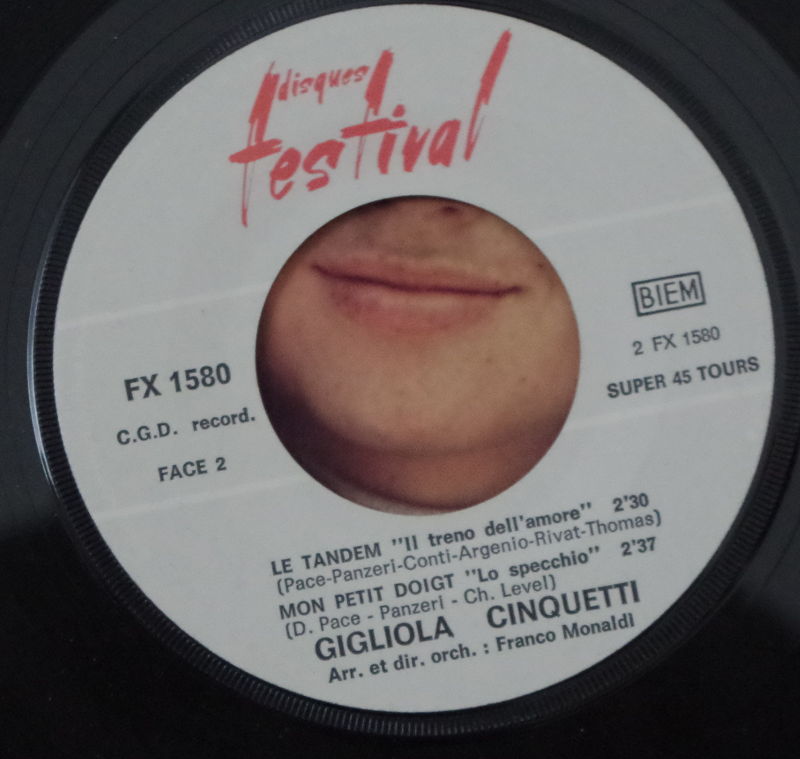 disques
festival
BIEM
2 FX 1580
SUPER 45 TOURS
FX 1580
C.G.D. record.
FACE 2
LE TANDEM "Il treno dell'amore" 2'30
(Pace-Panzeri-Conti-Argenio-Rivat-Thomas)
MON PETIT DOIGT "Lo specchio" 2'37
(D. Pace - Panzeri - Ch. Level)
GIGLIOLA CINQUETTI
Arr. et dir. orch. : Franco Monaldi